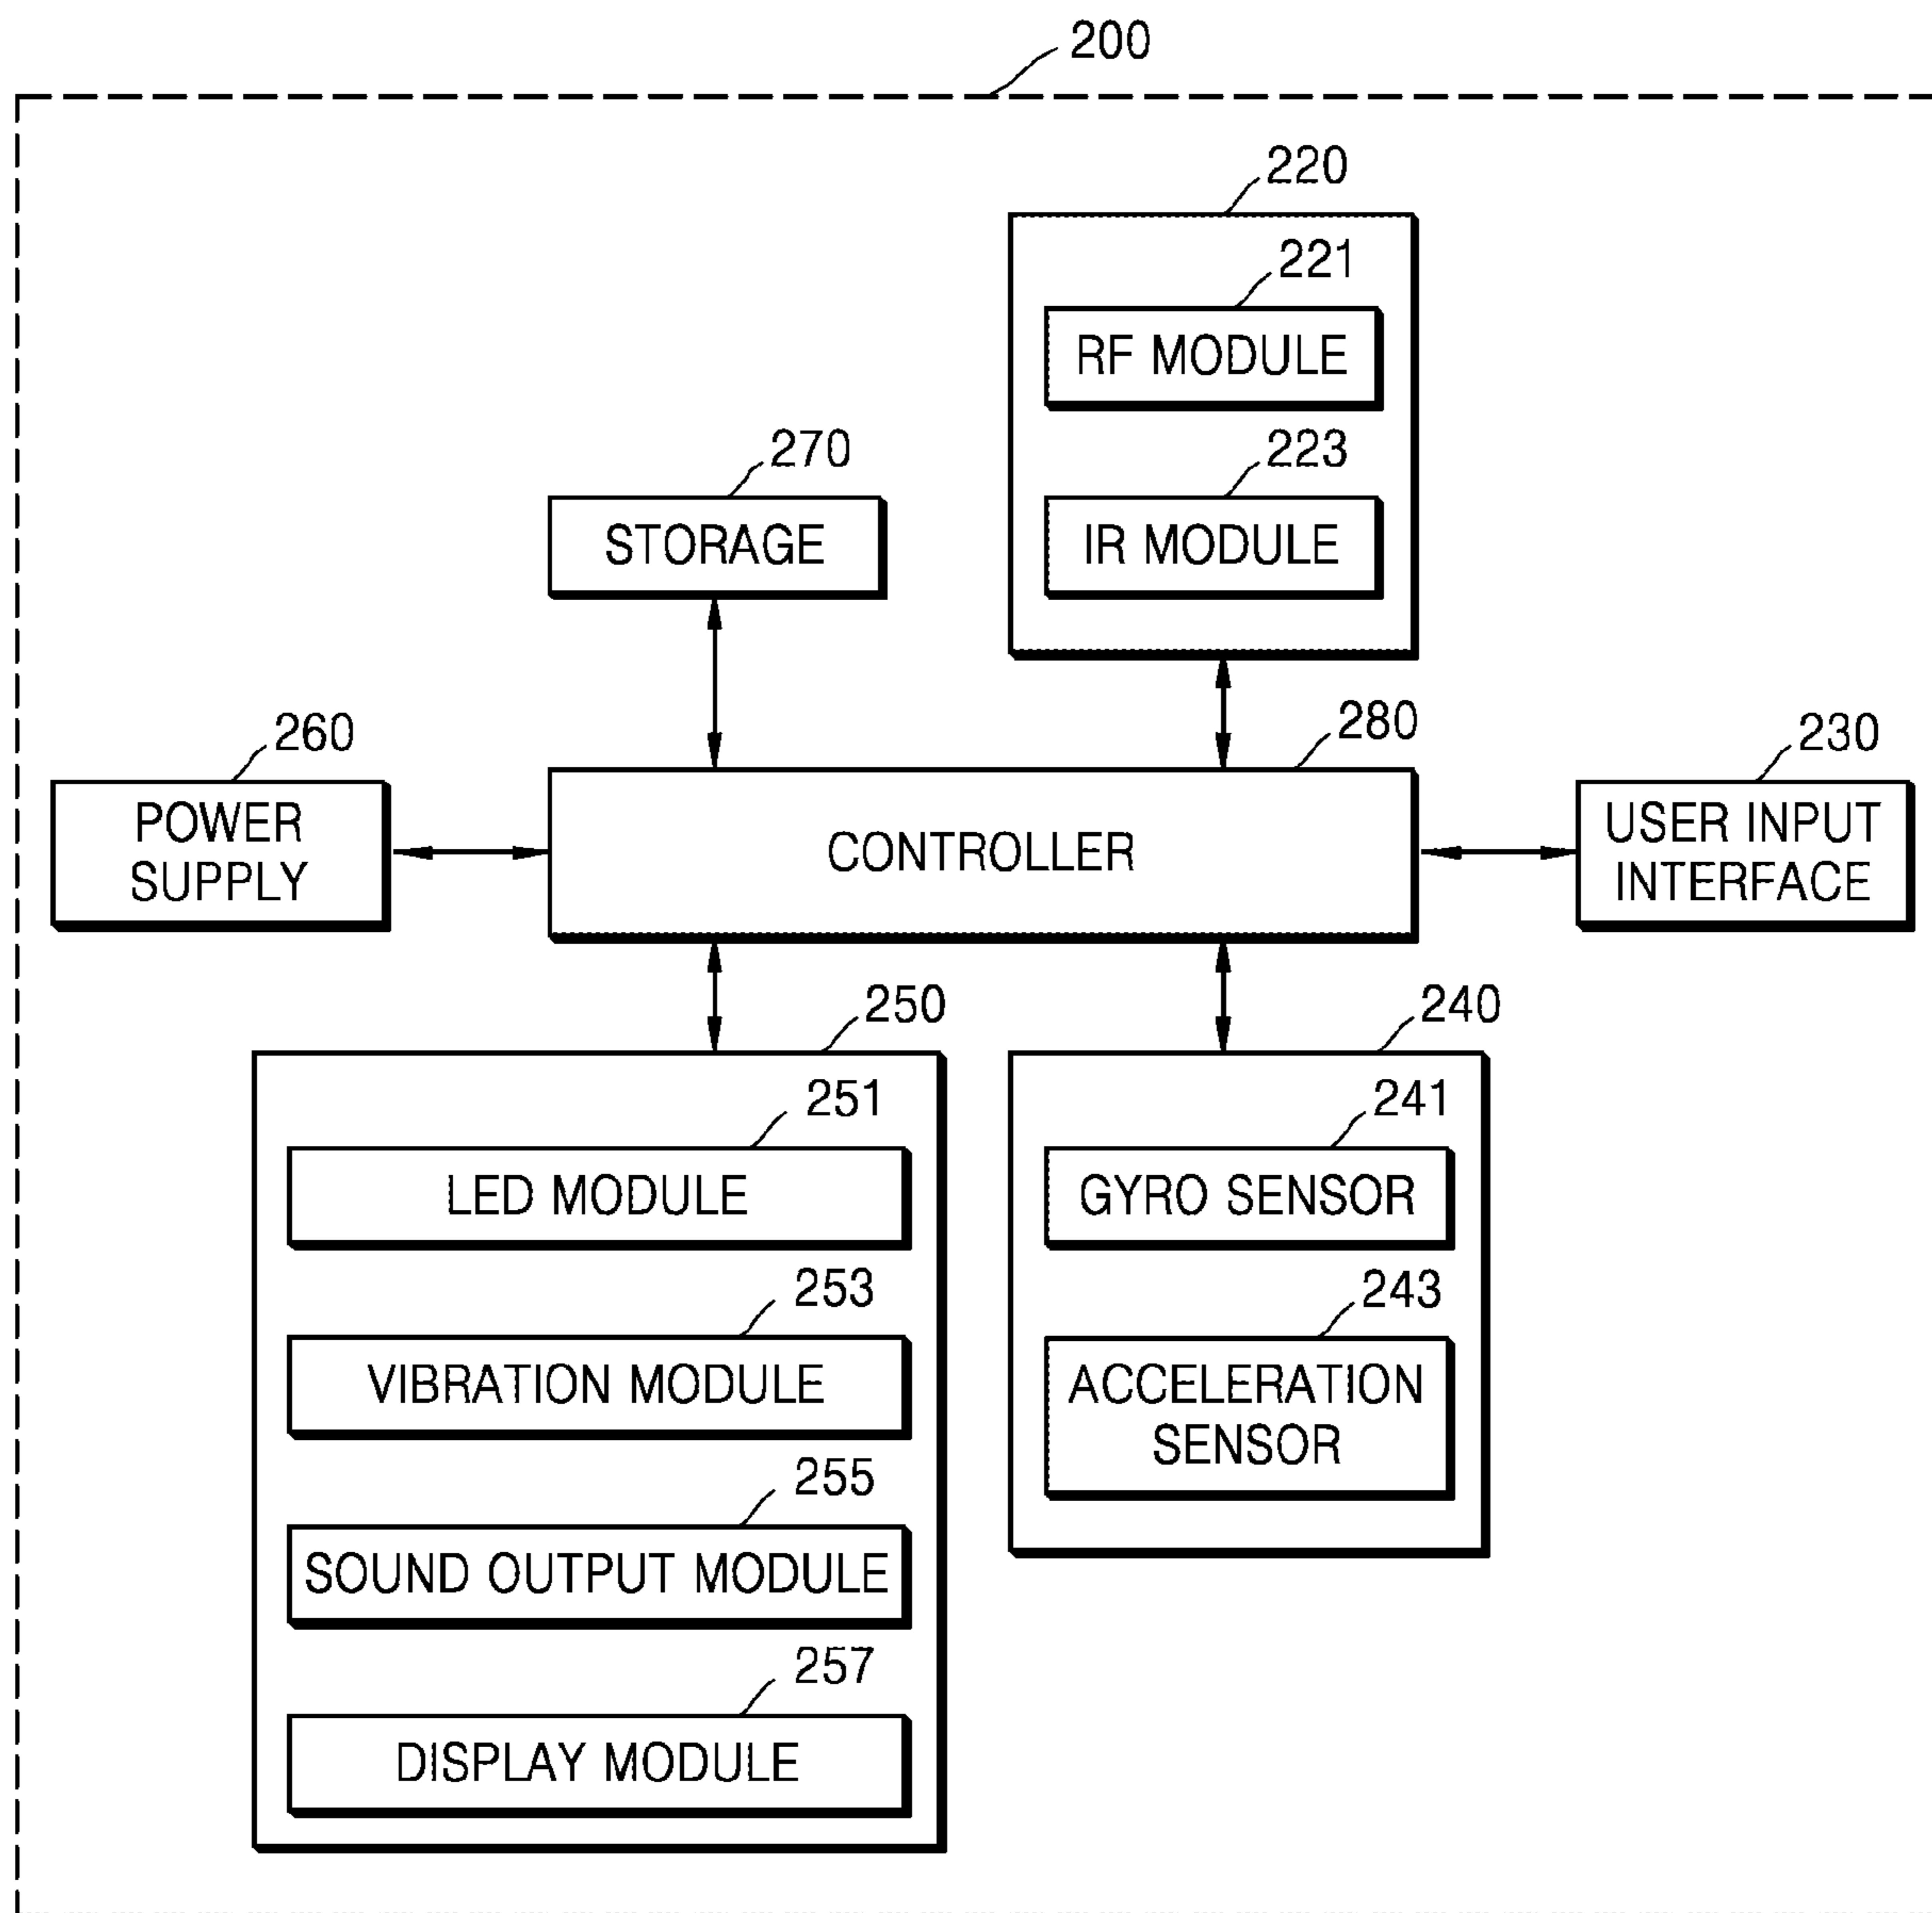 200
220
221
RF MODULE
270
223
STORAGE
IR MODULE
260
280
230
POWER
SUPPLY
CONTROLLER
USER INPUT
INTERFACE
250
240
251
241
LED MODULE
GYRO SENSOR
253
243
VIBRATION MODULE
ACCELERATION
SENSOR
255
SOUND OUTPUT MODULE
257
DISPLAY MODULE